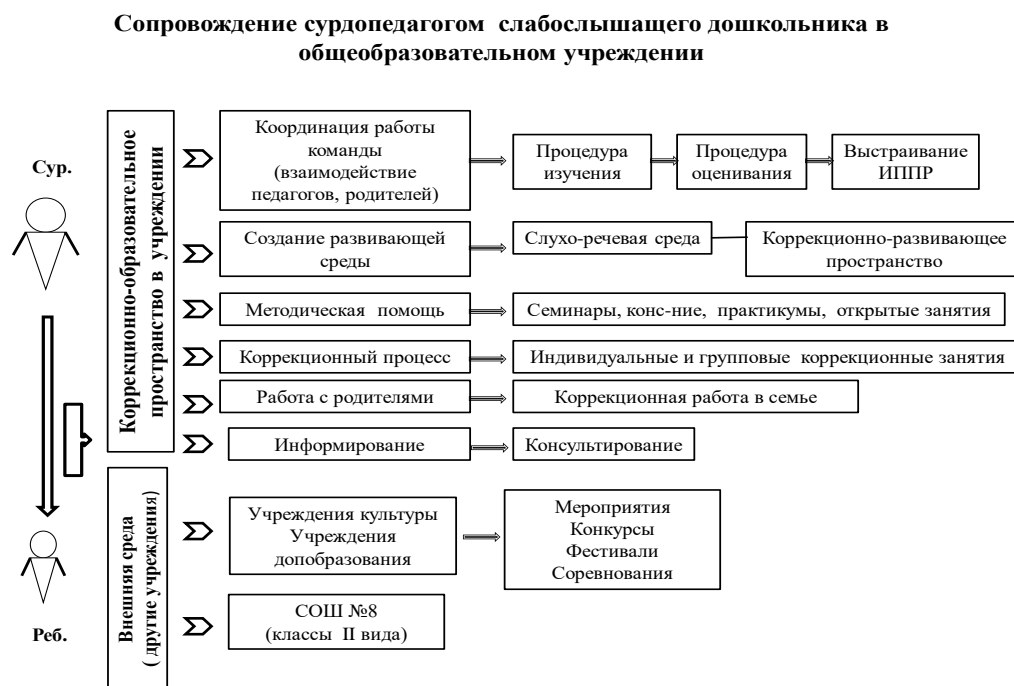 Сопровождение сурдопедагогом слабослышащего дошкольника в
общеобразовательном учреждении
Сур.
Реб.
Коррекционно-образовательное
пространство в учреждении
Координация работы
команды
(взаимодействие
педагогов, родителей)
Процедура
изучения
Процедура
оценивания
Выстраивание
ИППР
Создание развивающей
среды
Слухо-речевая среда
Коррекционно-развивающее
пространство
Методическая помощь
Семинары, конс-ние, практикумы, открытые занятия
Коррекционный процесс
Индивидуальные и групповые коррекционные занятия
Работа с родителями
Коррекционная работа в семье
Информирование
Консультирование
Внешняя среда
( другие учреждения)
Учреждения культуры
Учреждения
допобразования
Мероприятия
Конкурсы
Фестивали
Соревнования
СОШ №8
(классы II вида)